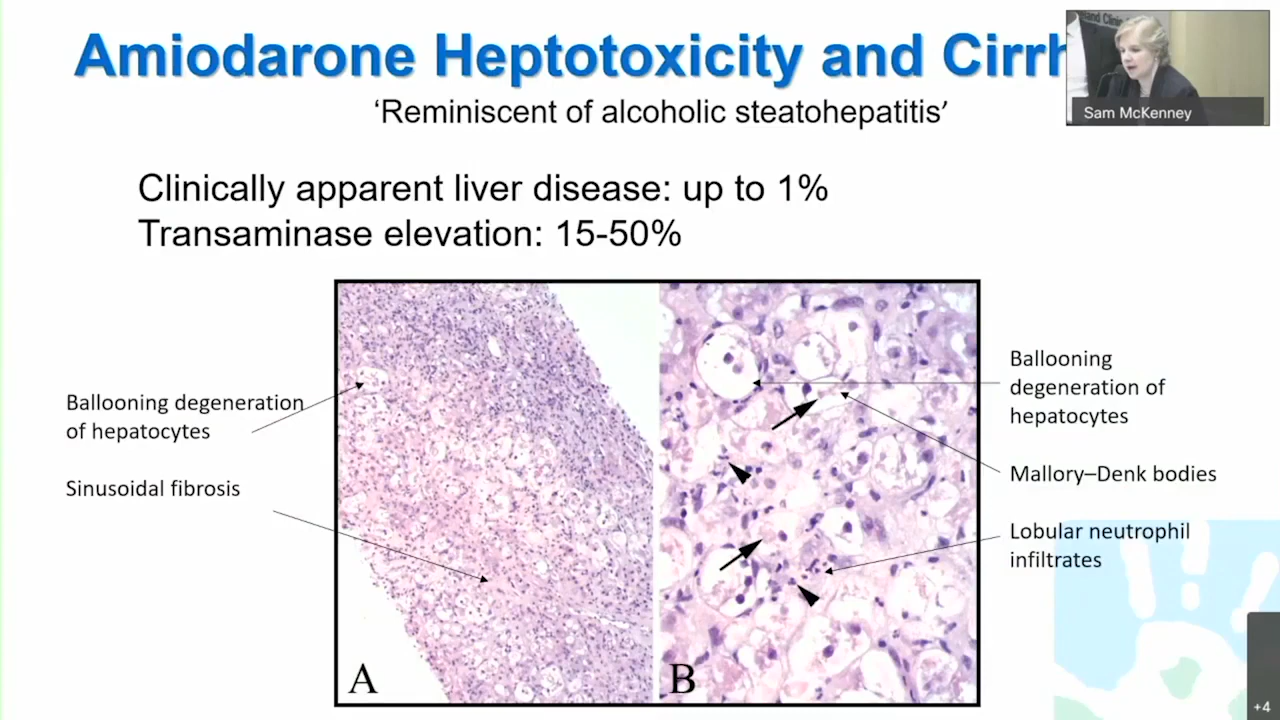 Amiodarone Heptotoxicity and Cirrh
‘Reminiscent of alcoholic steatohepatitis’
Sam McKenney
Clinically apparent liver disease: up to 1%
Transaminase elevation: 15-50%
Ballooning degeneration
of hepatocytes
Sinusoidal fibrosis
A
B
Ballooning
degeneration of
hepatocytes
Mallory–Denk bodies
Lobular neutrophil
infiltrates
+4